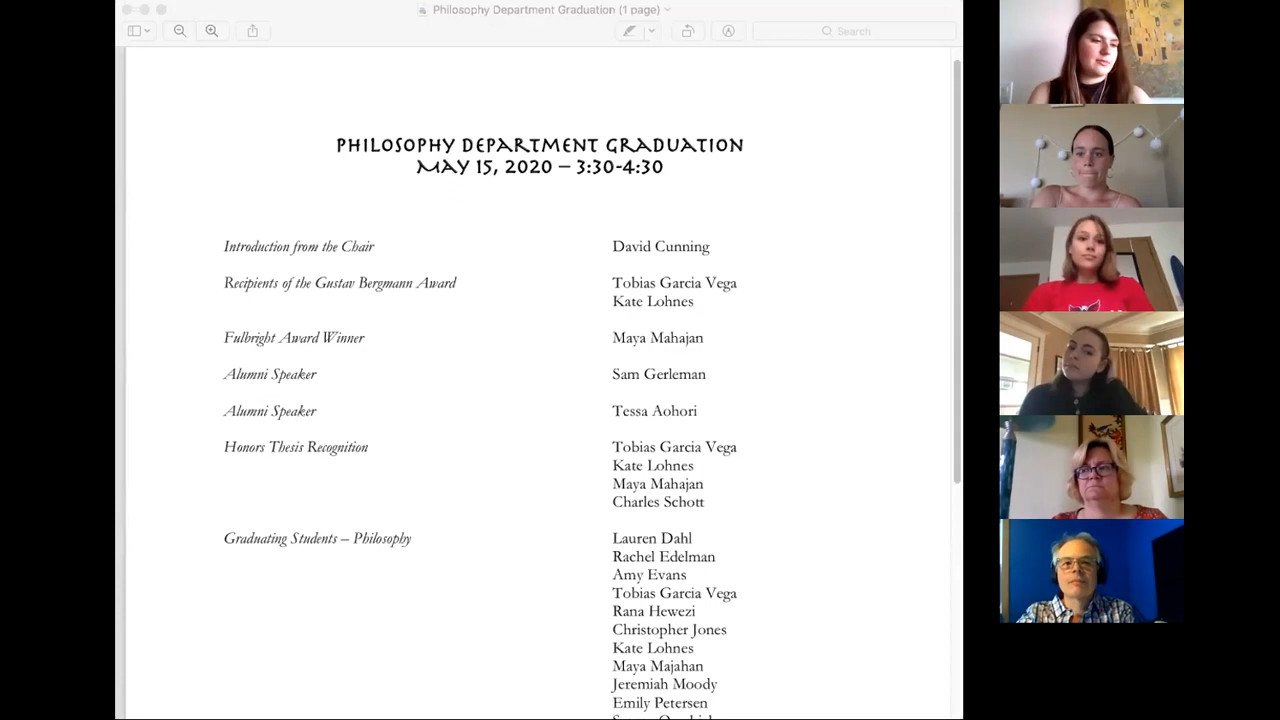 Philosophy Department Graduation (1 page)
Search
PHILOSOPHY DEPARTMENT GRADUATION
MAY 15, 2020 – 3:30-4:30
Introduction from the Chair David Cunning
Recipients of the Gustav Bergmann Award Tobias Garcia Vega
Kate Lohnes
Fulbright Award Winner Maya Mahajan
Alumni Speaker Sam Gerleman
Alumni Speaker Tessa Aohori
Honors Thesis Recognition Tobias Garcia Vega
Kate Lohnes
Maya Mahajan
Charles Schott
Graduating Students – Philosophy Lauren Dahl
Rachel Edelman
Amy Evans
Tobias Garcia Vega
Rana Hewezi
Christopher Jones
Kate Lohnes
Maya Majahan
Jeremiah Moody
Emily Petersen